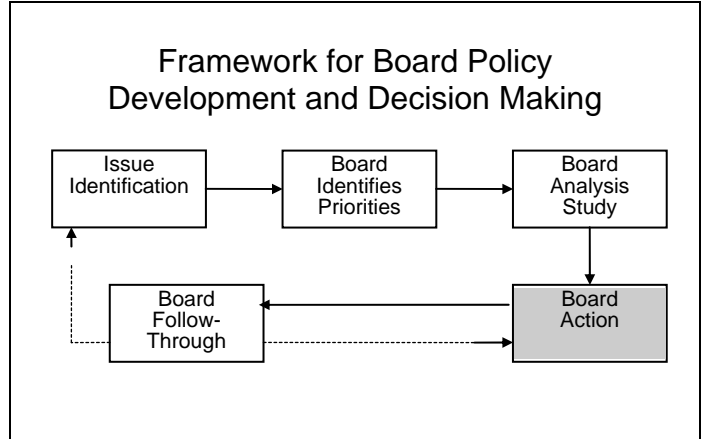 Framework for Board Policy
Development and Decision Making
Issue
Identification
Board
Identifies
Priorities
Board
Analysis
Study
Board
Follow-
Through
Board
Action